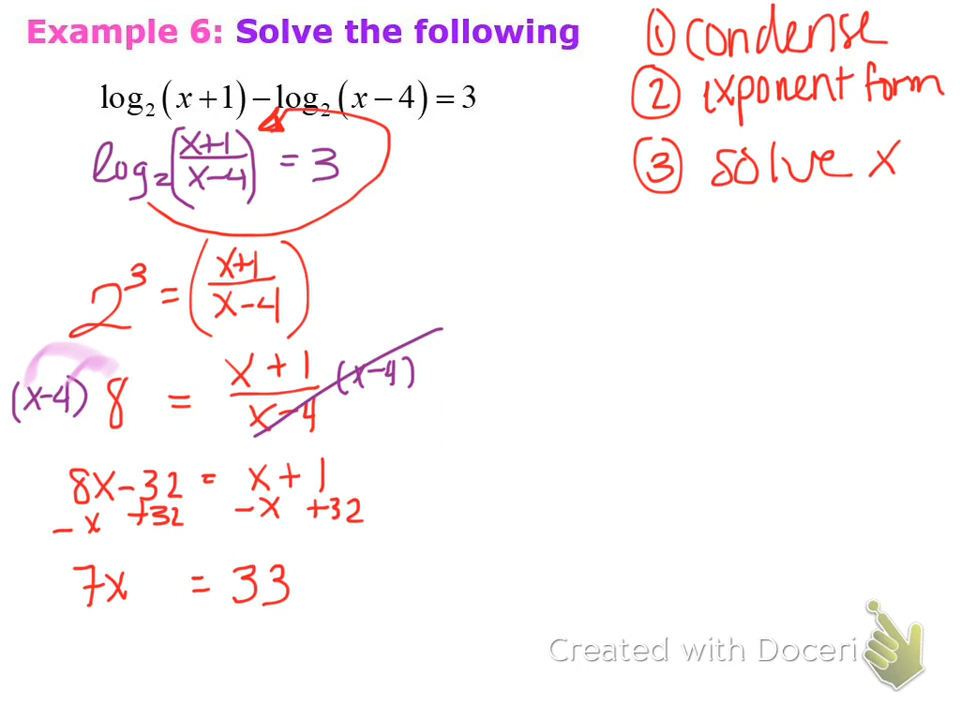 Example 6: Solve the following
log₂(x+1)−log₂(x−4)=3
log₂((x+1)/(x−4)) = 3
2³ = ((x+1)/(x−4))
(x−4) 8 = (x+1)/(x−4) (x−4)
8x−32 = x+1
−x +32 −x +32
7x = 33
① condense
② exponent form
③ solve x
Created with Doceri